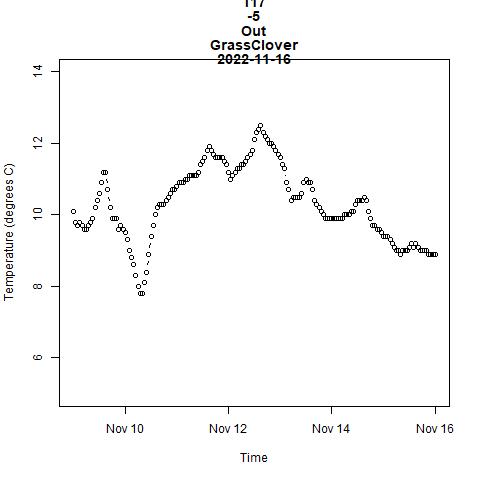 117
-5
Out
GrassClover
2022-11-16
Temperature (degrees C)
14
12
10
8
6
Nov 10
Nov 12
Nov 14
Nov 16
Time